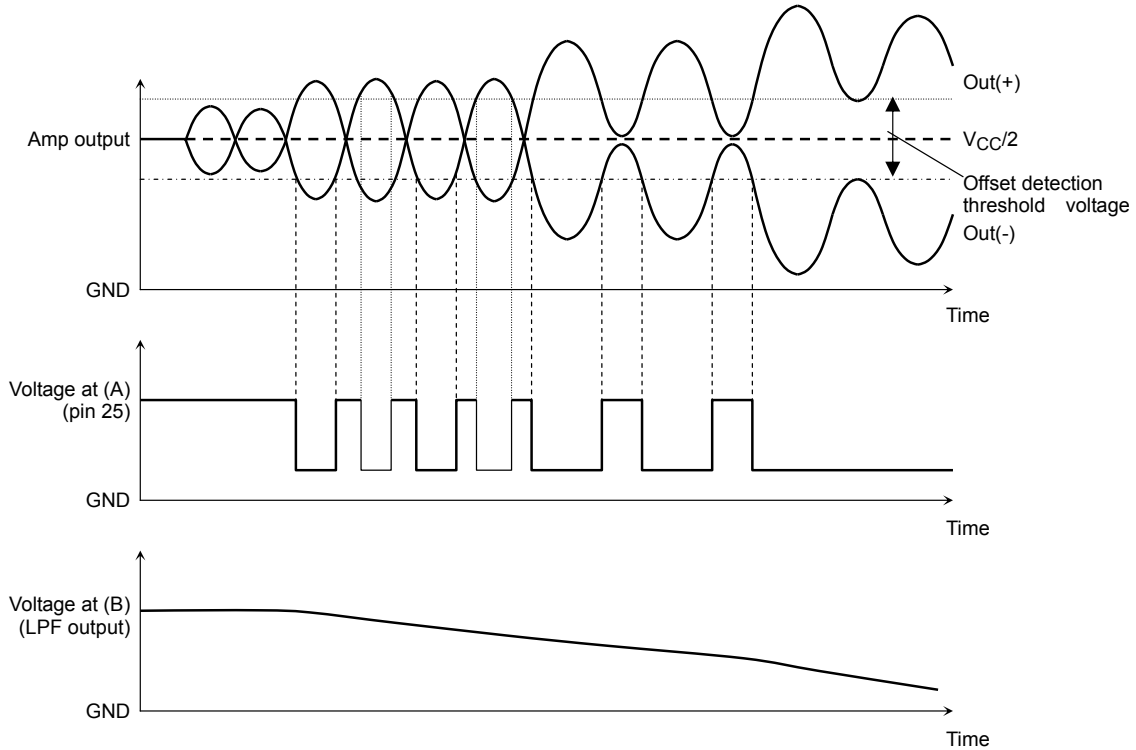 Amp output
Out(+)
VCC/2
Offset detection
threshold voltage
Out(-)
GND
Time
Voltage at (A)
(pin 25)
GND
Time
Voltage at (B)
(LPF output)
GND
Time